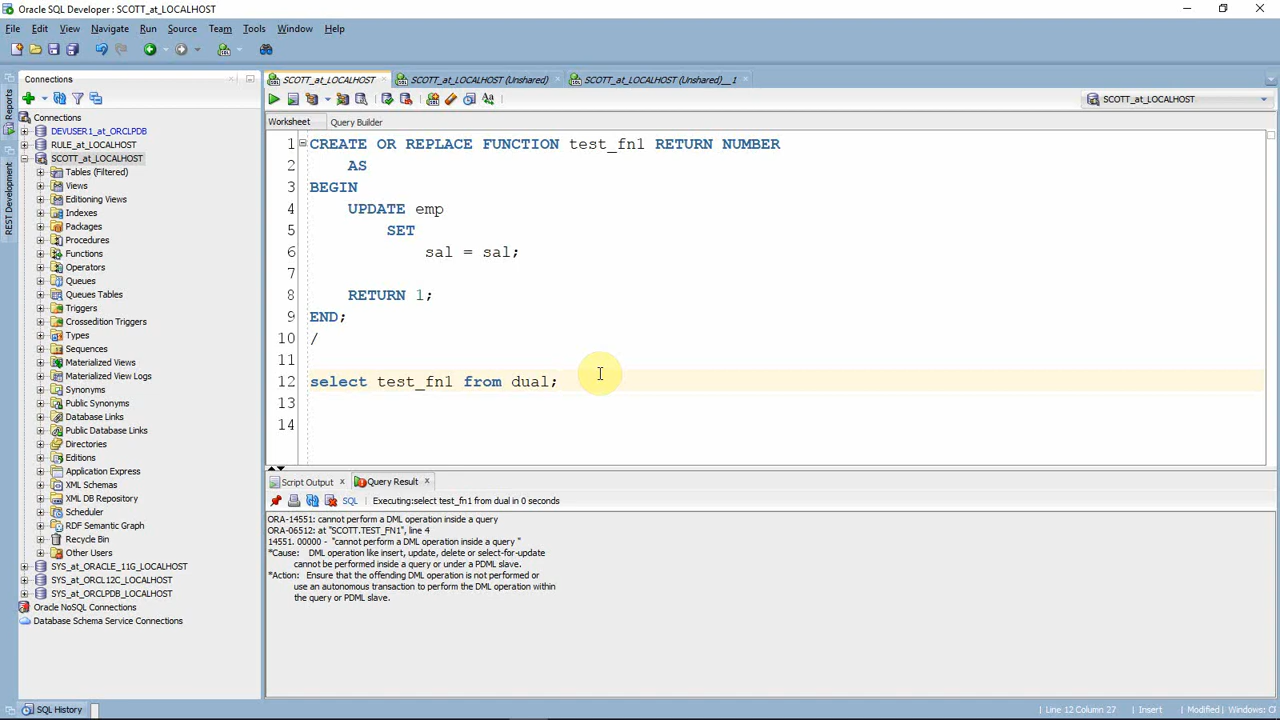 Oracle SQL Developer : SCOTT_at_LOCALHOST
File Edit View Navigate Run Source Team Tools Window Help
Connections
SCOTT_at_LOCALHOST
SCOTT_at_LOCALHOST (Unshared)
SCOTT_at_LOCALHOST (Unshared)__1
SCOTT_at_LOCALHOST
Reports
REST Development
Connections
DEVUSER1_at_ORCLPDB
RULE_at_LOCALHOST
SCOTT_at_LOCALHOST
Tables (Filtered)
Views
Editioning Views
Indexes
Packages
Procedures
Functions
Operators
Queues
Queues Tables
Triggers
Crossedition Triggers
Types
Sequences
Materialized Views
Materialized View Logs
Synonyms
Public Synonyms
Database Links
Public Database Links
Directories
Editions
Application Express
XML Schemas
XML DB Repository
Scheduler
RDF Semantic Graph
Recycle Bin
Other Users
SYS_at_ORACLE_11G_LOCALHOST
SYS_at_ORCL12C_LOCALHOST
SYS_at_ORCLPDB_LOCALHOST
Oracle NoSQL Connections
Database Schema Service Connections
Worksheet Query Builder
1 CREATE OR REPLACE FUNCTION test_fn1 RETURN NUMBER
2 AS
3 BEGIN
4 UPDATE emp
5 SET
6 sal = sal;
7
8 RETURN 1;
9 END;
10 /
11
12 select test_fn1 from dual;
13
14
Script Output Query Result
SQL Executing:select test_fn1 from dual in 0 seconds
ORA-14551: cannot perform a DML operation inside a query
ORA-06512: at "SCOTT.TEST_FN1", line 4
14551. 00000 - "cannot perform a DML operation inside a query "
*Cause: DML operation like insert, update, delete or select-for-update
cannot be performed inside a query or under a PDML slave.
*Action: Ensure that the offending DML operation is not performed or
use an autonomous transaction to perform the DML operation within
the query or PDML slave.
SQL History
Line 12 Column 27 Insert Modified Windows: